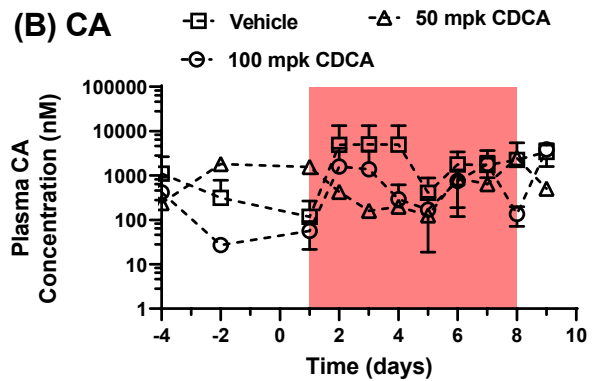 (B) CA
Vehicle
50 mpk CDCA
100 mpk CDCA
Plasma CA
Concentration (nM)
100000
10000
1000
100
10
1
-4 -2 0 2 4 6 8 10
Time (days)